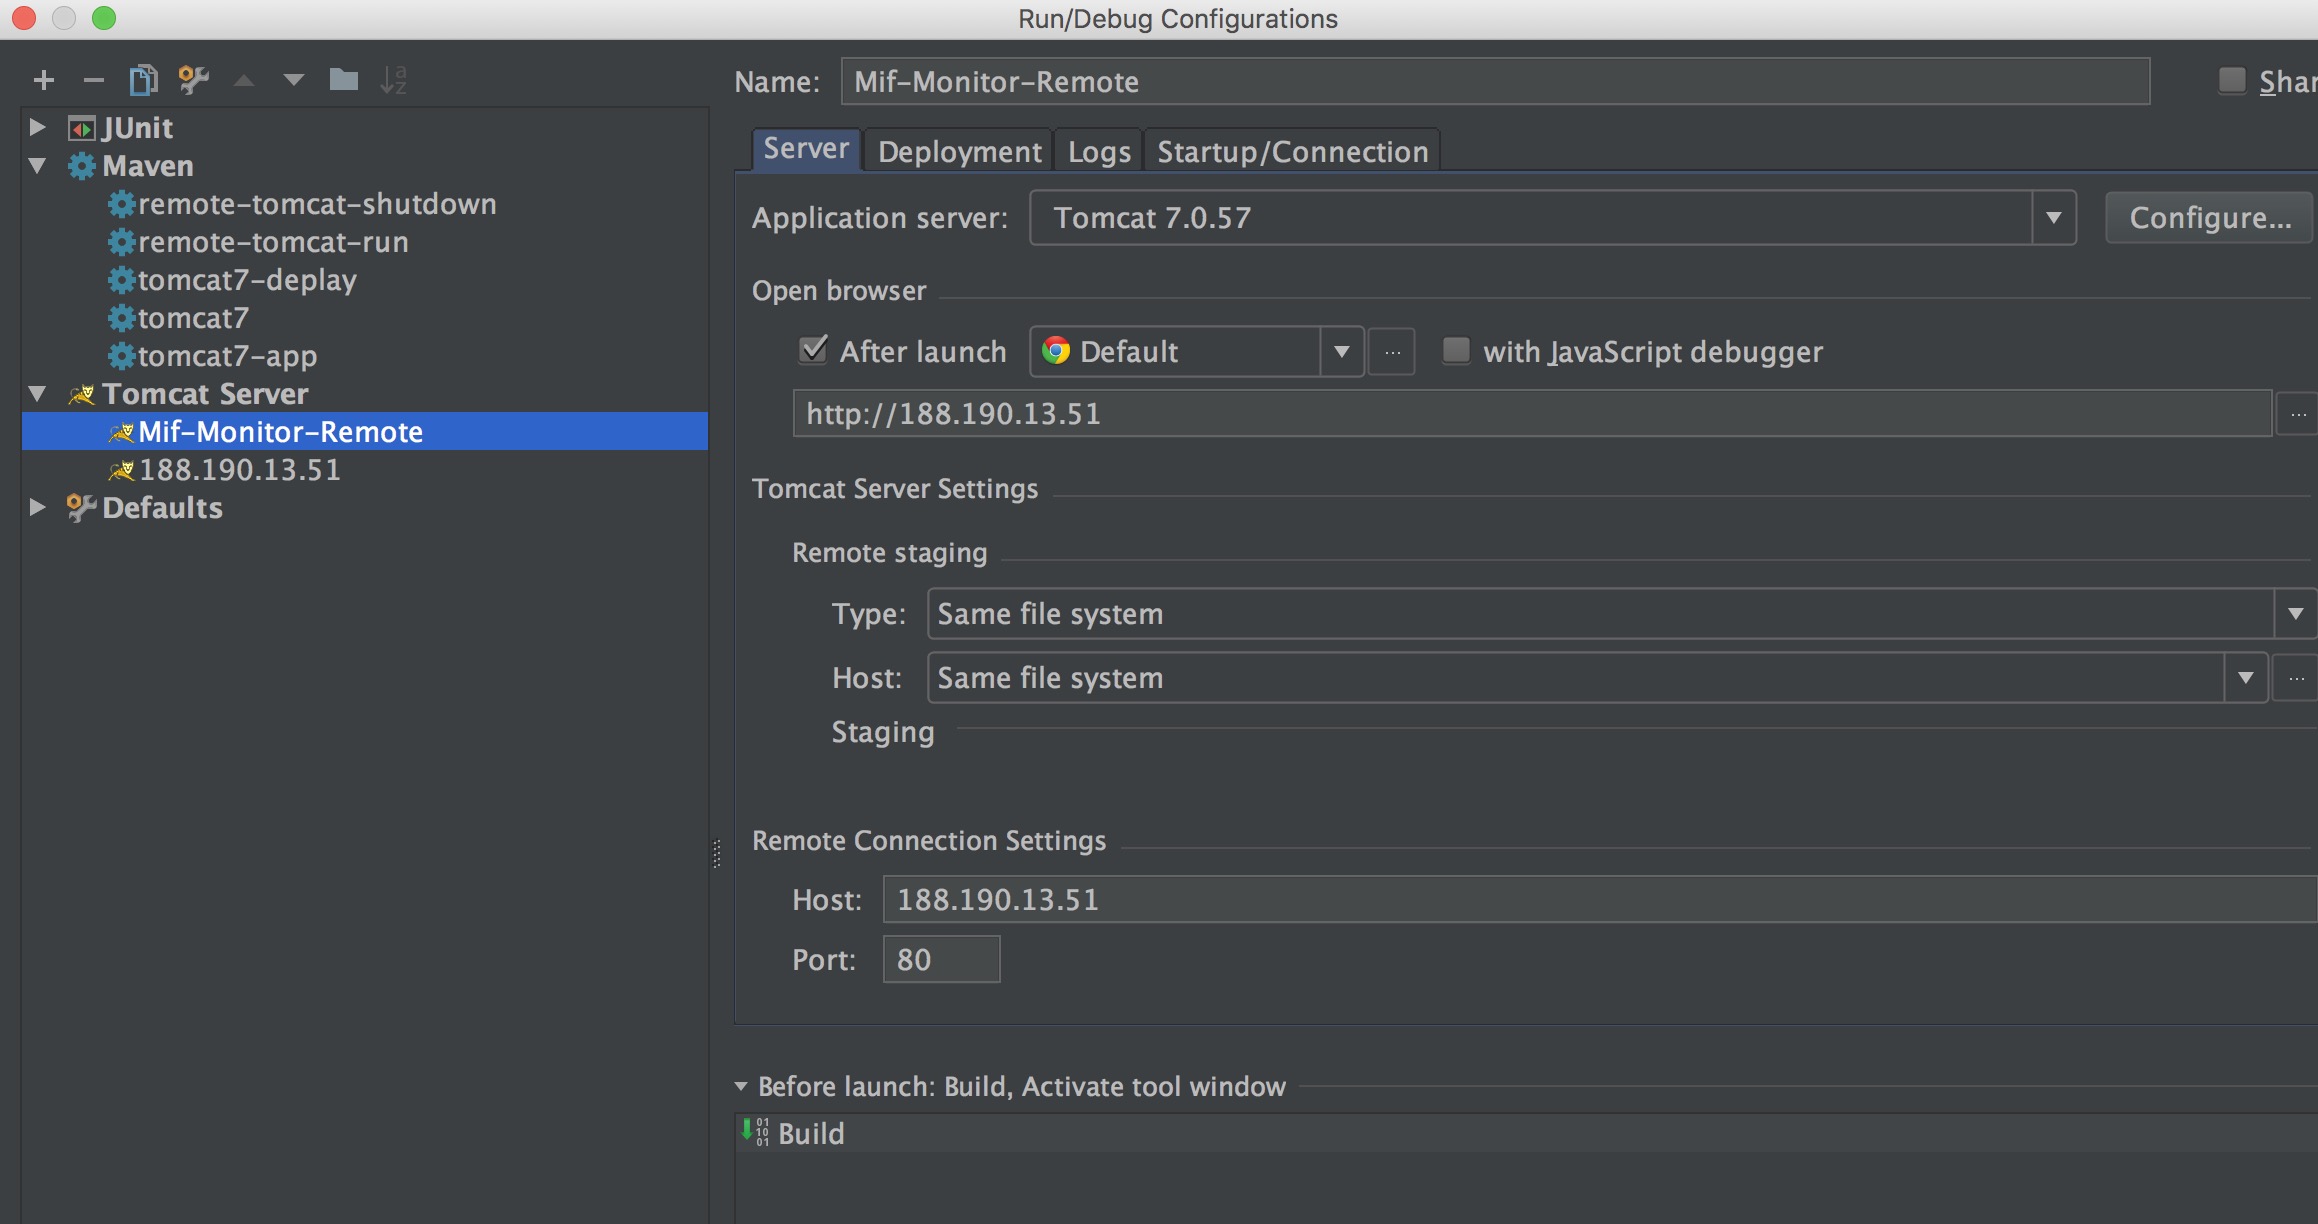 Run/Debug Configurations
Name: Mif-Monitor-Remote
JUnit
Maven
remote-tomcat-shutdown
remote-tomcat-run
tomcat7-deplay
tomcat7
tomcat7-app
Tomcat Server
Mif-Monitor-Remote
188.190.13.51
Defaults
Server Deployment Logs Startup/Connection
Application server: Tomcat 7.0.57 Configure...
Open browser
After launch Default ... with JavaScript debugger
http://188.190.13.51 ...
Tomcat Server Settings
Remote staging
Type: Same file system
Host: Same file system ...
Staging
Remote Connection Settings
Host: 188.190.13.51
Port: 80
Before launch: Build, Activate tool window
Build